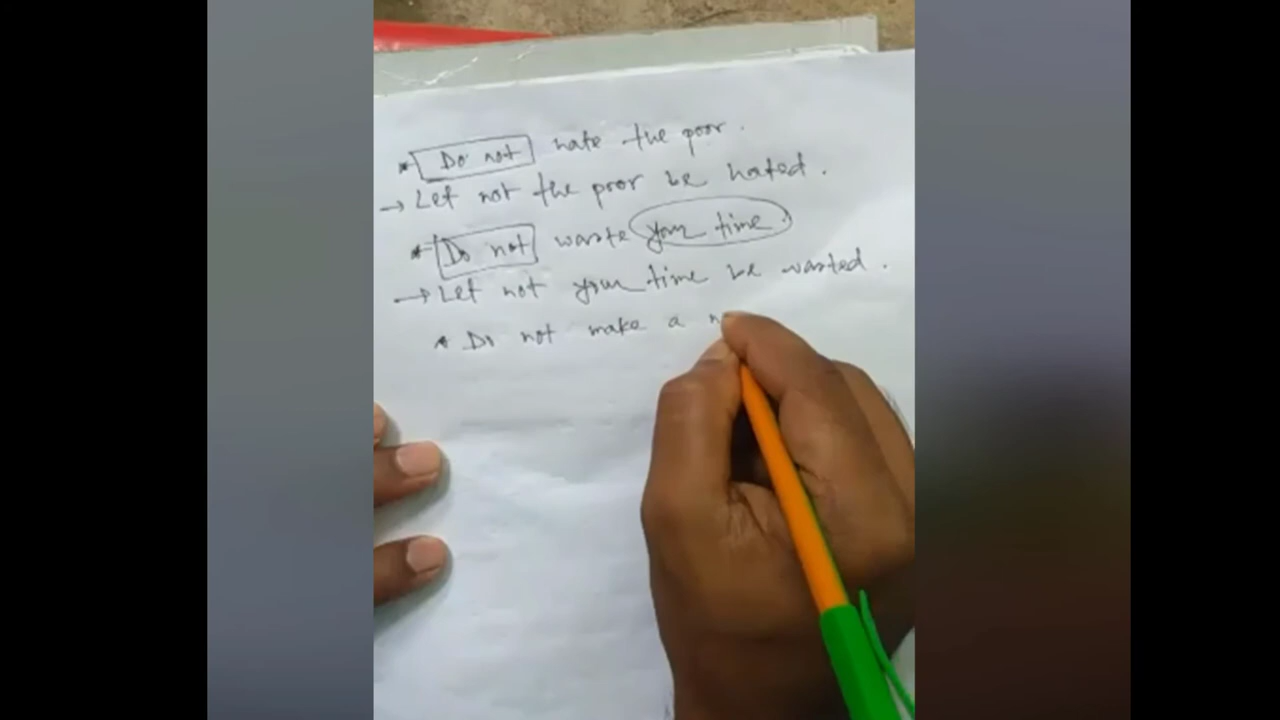 * Do not hate the poor.
→ Let not the poor be hated.
* Do not waste your time.
→ Let not your time be wasted.
* Do not make a